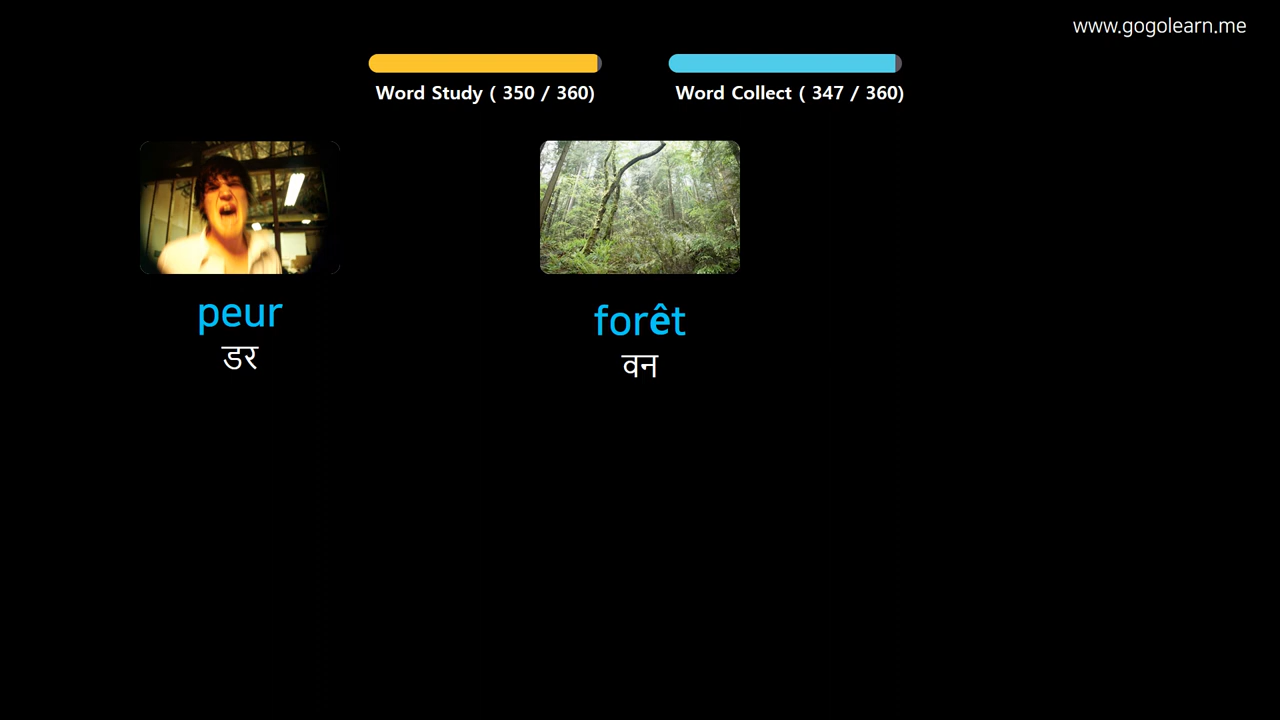 www.gogolearn.me
Word Study ( 350 / 360)
Word Collect ( 347 / 360)
peur
डर
forêt
वन